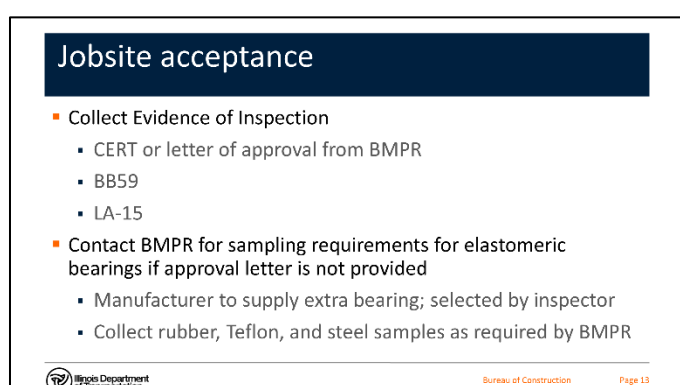 Jobsite acceptance
Collect Evidence of Inspection
CERT or letter of approval from BMPR
BB59
LA-15
Contact BMPR for sampling requirements for elastomeric
bearings if approval letter is not provided
Manufacturer to supply extra bearing; selected by inspector
Collect rubber, Teflon, and steel samples as required by BMPR
Illinois Department
of Transportation
Bureau of Construction
Page 13